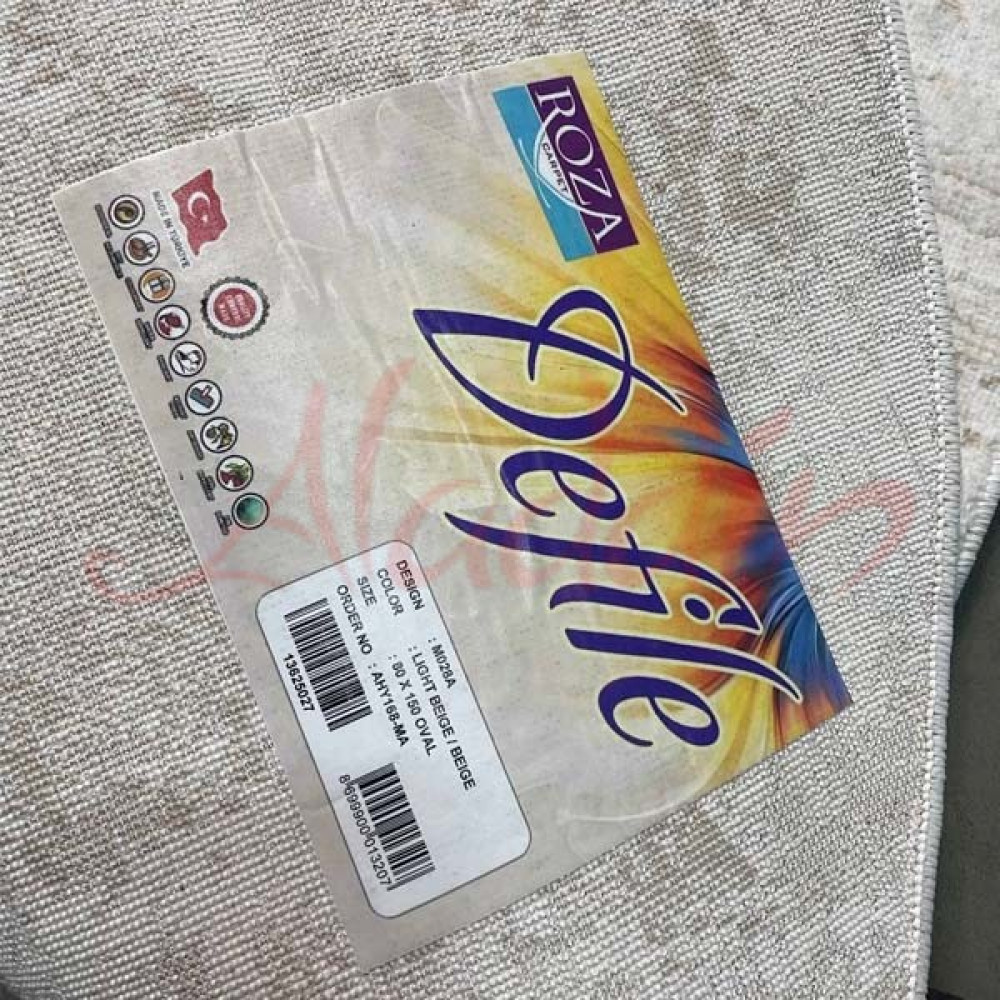 ROZA
CARPET
Defile
MADE IN TÜRKİYE
DESIGN : M028A
COLOR : LIGHT BEIGE / BEIGE
SIZE : 80 X 150 OVAL
ORDER NO : AHY168-MA
13625027
8699900013207
Alaudin